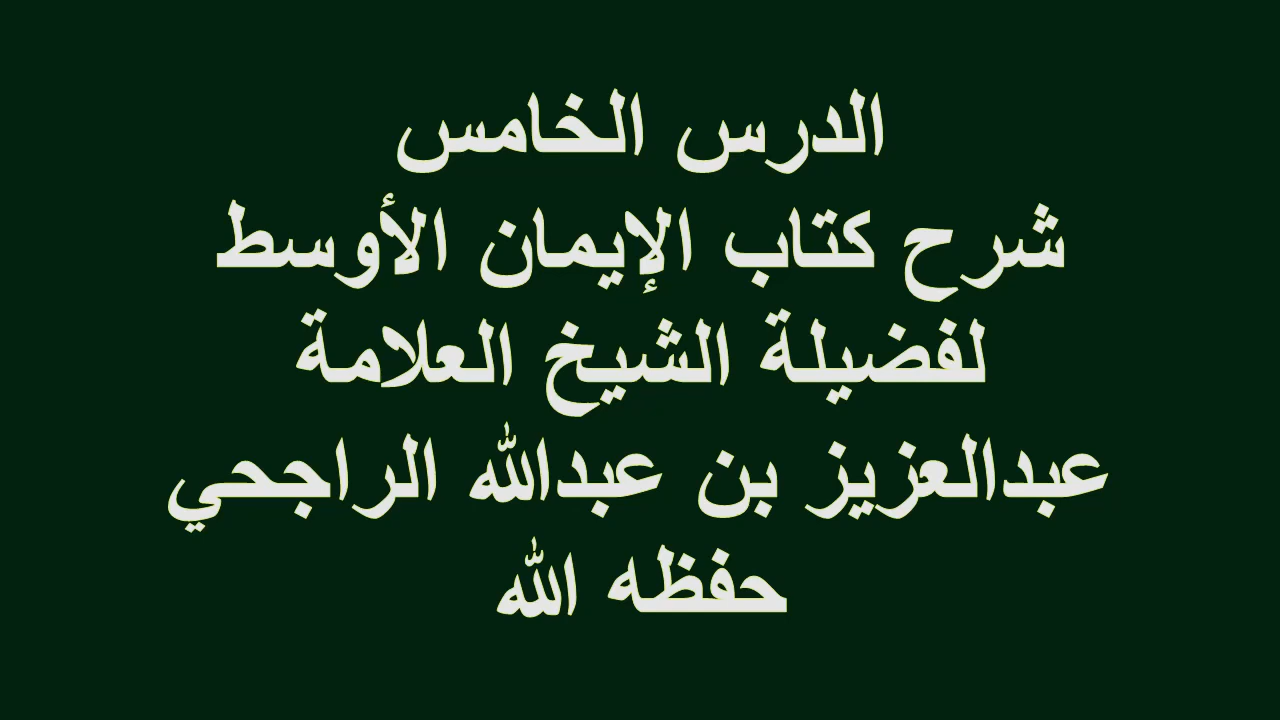 الدرس الخامس
شرح كتاب الإيمان الأوسط
لفضيلة الشيخ العلامة
عبدالعزيز بن عبدالله الراجحي
حفظه الله